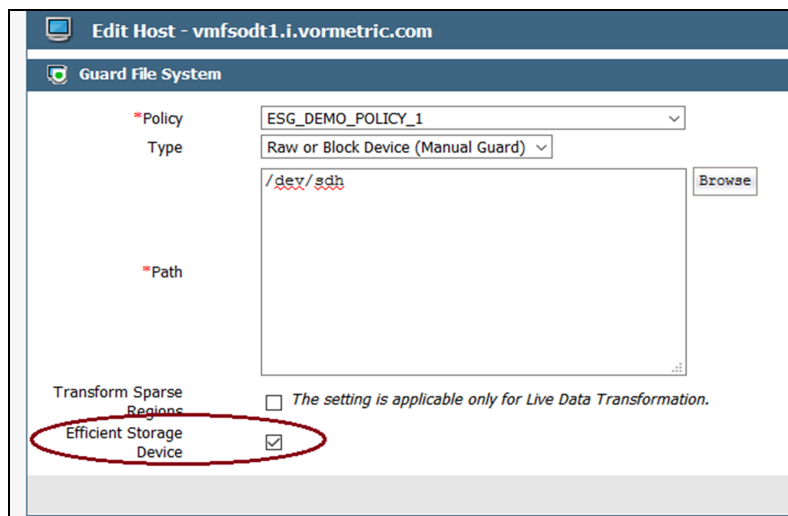 Edit Host - vmfsodt1.i.vormetric.com
Guard File System
*Policy ESG_DEMO_POLICY_1
Type Raw or Block Device (Manual Guard)
/dev/sdh Browse
*Path
Transform Sparse
Regions The setting is applicable only for Live Data Transformation.
Efficient Storage
Device